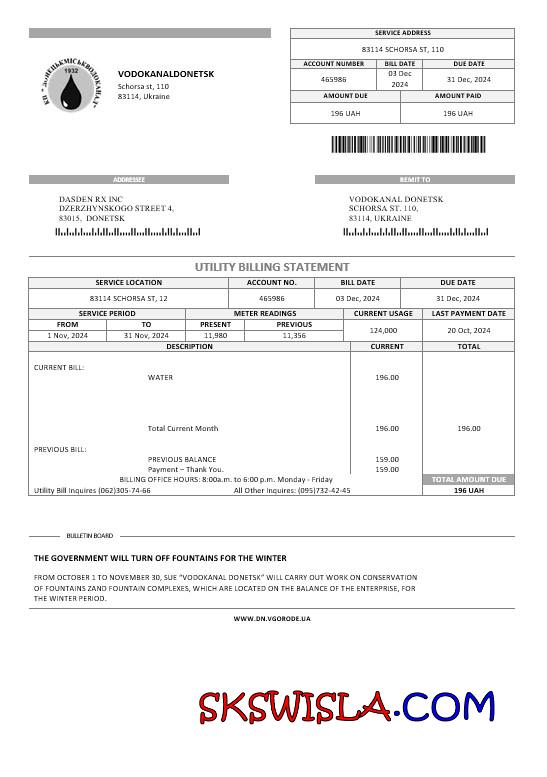 SERVICE ADDRESS
83114 SCHORSA ST, 110
ACCOUNT NUMBER BILL DATE DUE DATE
465986 03 Dec 2024 31 Dec, 2024
AMOUNT DUE AMOUNT PAID
196 UAH 196 UAH
КП "ДОНЕЦЬКМІСЬКВОДОКАНАЛ"
1932
VODOKANALDONETSK
Schorsa st, 110
83114, Ukraine
ADDRESSEE
DASDEN RX INC
DZERZHYNSKOGO STREET 4,
83015, DONETSK
REMIT TO
VODOKANAL DONETSK
SCHORSA ST. 110,
83114, UKRAINE
UTILITY BILLING STATEMENT
SERVICE LOCATION ACCOUNT NO. BILL DATE DUE DATE
83114 SCHORSA ST, 12 465986 03 Dec, 2024 31 Dec, 2024
SERVICE PERIOD METER READINGS CURRENT USAGE LAST PAYMENT DATE
FROM TO PRESENT PREVIOUS 124,000 20 Oct, 2024
1 Nov, 2024 31 Nov, 2024 11,980 11,356
DESCRIPTION CURRENT TOTAL
CURRENT BILL:
WATER 196.00
Total Current Month 196.00 196.00
PREVIOUS BILL:
PREVIOUS BALANCE 159.00
Payment – Thank You. 159.00
BILLING OFFICE HOURS: 8:00a.m. to 6:00 p.m. Monday - Friday TOTAL AMOUNT DUE
Utility Bill Inquires (062)305-74-66 All Other Inquires: (095)732-42-45 196 UAH
BULLETIN BOARD
THE GOVERNMENT WILL TURN OFF FOUNTAINS FOR THE WINTER
FROM OCTOBER 1 TO NOVEMBER 30, SUE "VODOKANAL DONETSK" WILL CARRY OUT WORK ON CONSERVATION
OF FOUNTAINS ZAND FOUNTAIN COMPLEXES, WHICH ARE LOCATED ON THE BALANCE OF THE ENTERPRISE, FOR
THE WINTER PERIOD.
WWW.DN.VGORODE.UA
SKSWISLA.COM